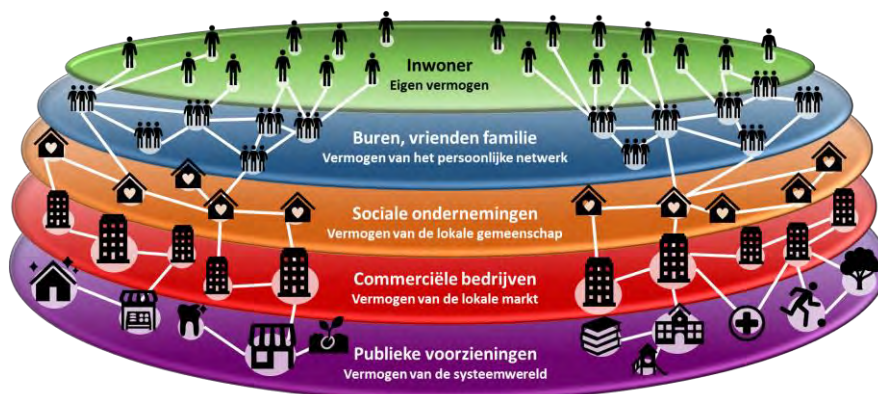 Inwoner
Eigen vermogen
Buren, vrienden familie
Vermogen van het persoonlijke netwerk
Sociale ondernemingen
Vermogen van de lokale gemeenschap
Commerciële bedrijven
Vermogen van de lokale markt
Publieke voorzieningen
Vermogen van de systeemwereld